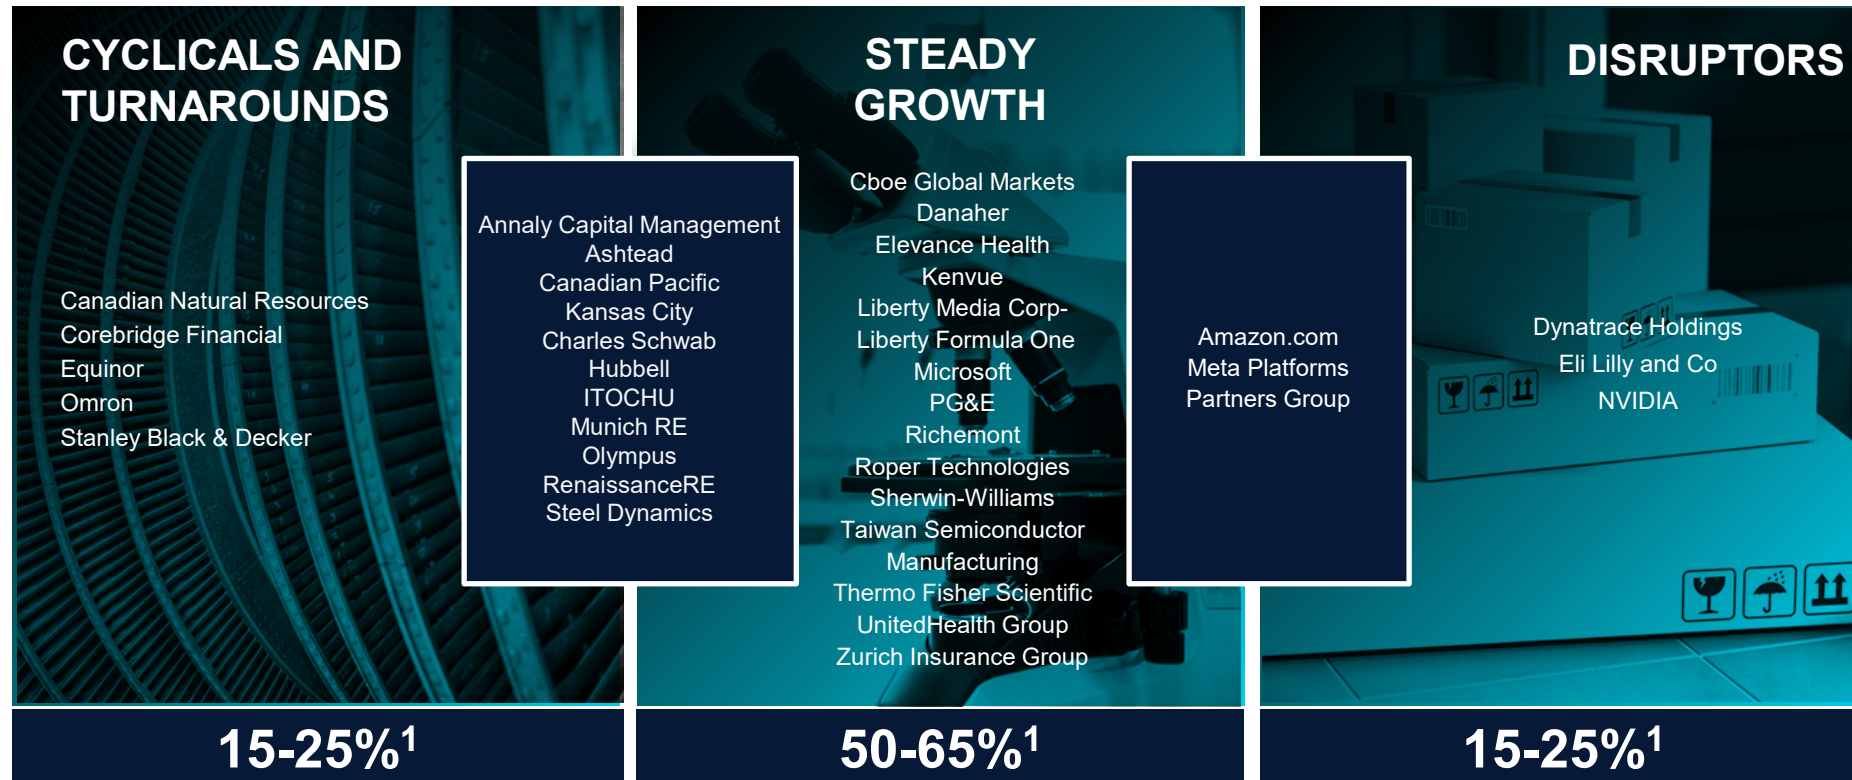 CYCLICALS AND
TURNAROUNDS
Canadian Natural Resources
Corebridge Financial
Equinor
Omron
Stanley Black & Decker
Annaly Capital Management
Ashtead
Canadian Pacific
Kansas City
Charles Schwab
Hubbell
ITOCHU
Munich RE
Olympus
RenaissanceRE
Steel Dynamics
STEADY
GROWTH
Cboe Global Markets
Danaher
Elevance Health
Kenvue
Liberty Media Corp-
Liberty Formula One
Microsoft
PG&E
Richemont
Roper Technologies
Sherwin-Williams
Taiwan Semiconductor
Manufacturing
Thermo Fisher Scientific
UnitedHealth Group
Zurich Insurance Group
Amazon.com
Meta Platforms
Partners Group
DISRUPTORS
Dynatrace Holdings
Eli Lilly and Co
NVIDIA
15-25%¹
50-65%¹
15-25%¹